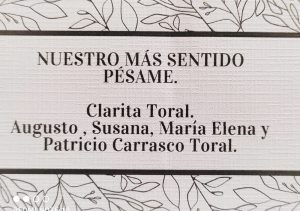 NUESTRO MÁS SENTIDO
PÉSAME.
Clarita Toral.
Augusto , Susana, María Elena y
Patricio Carrasco Toral.